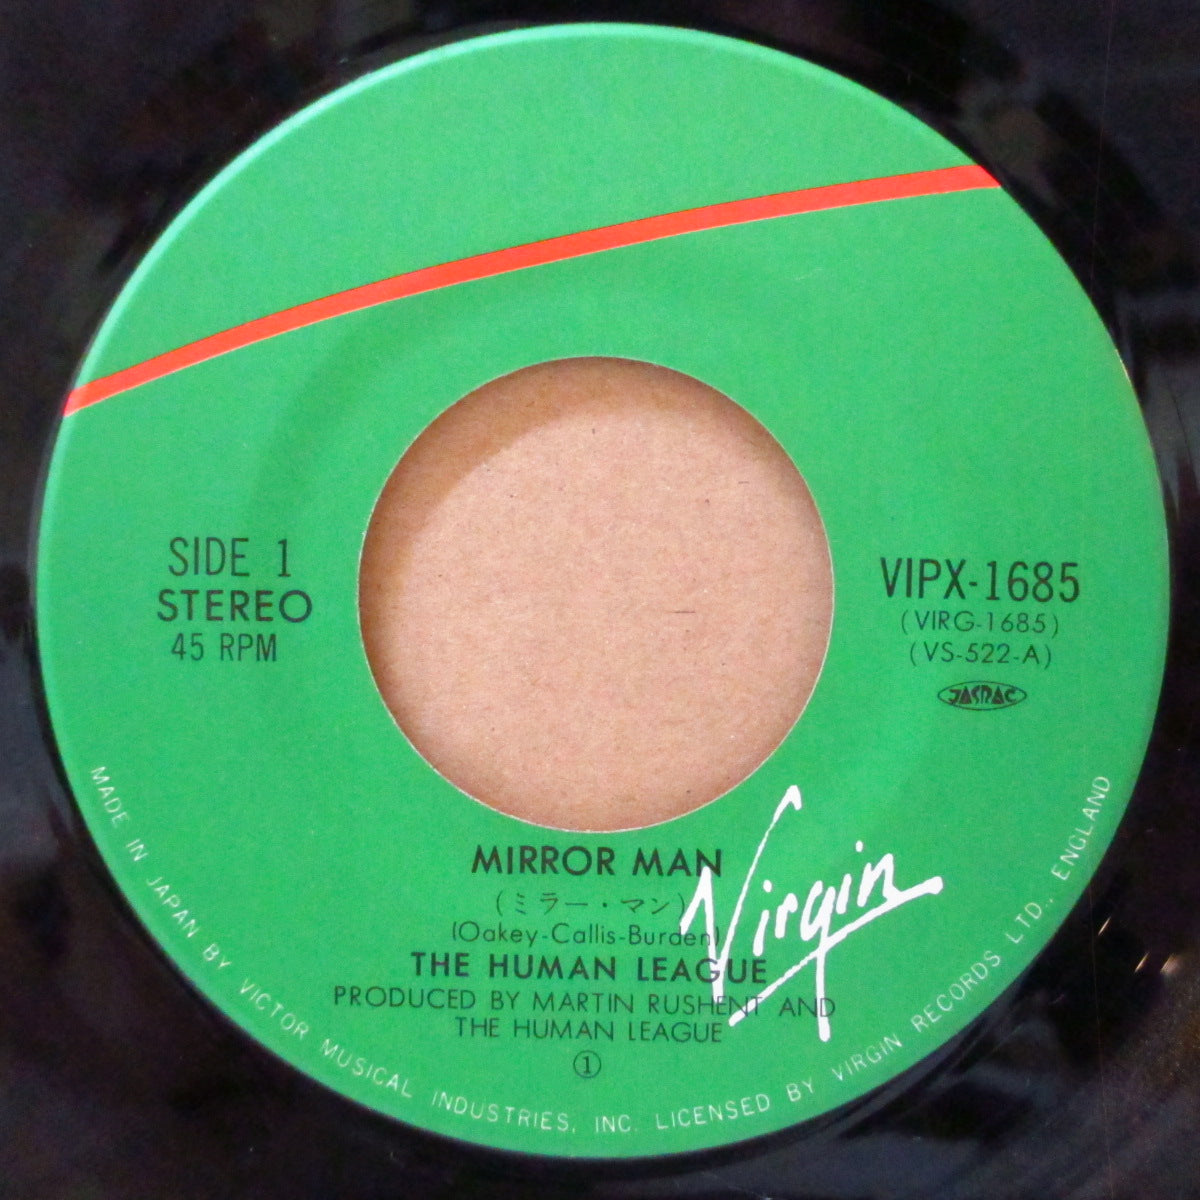 SIDE 1
STEREO
45 RPM
VIPX-1685
(VIRG-1685)
(VS-522-A)
JASRAC
MIRROR MAN
(ミラー・マン)
(Oakey-Callis-Burden)
THE HUMAN LEAGUE
PRODUCED BY MARTIN RUSHENT AND
THE HUMAN LEAGUE
①
Virgin
MADE IN JAPAN BY VICTOR MUSICAL INDUSTRIES, INC. LICENSED BY VIRGIN RECORDS LTD., ENGLAND